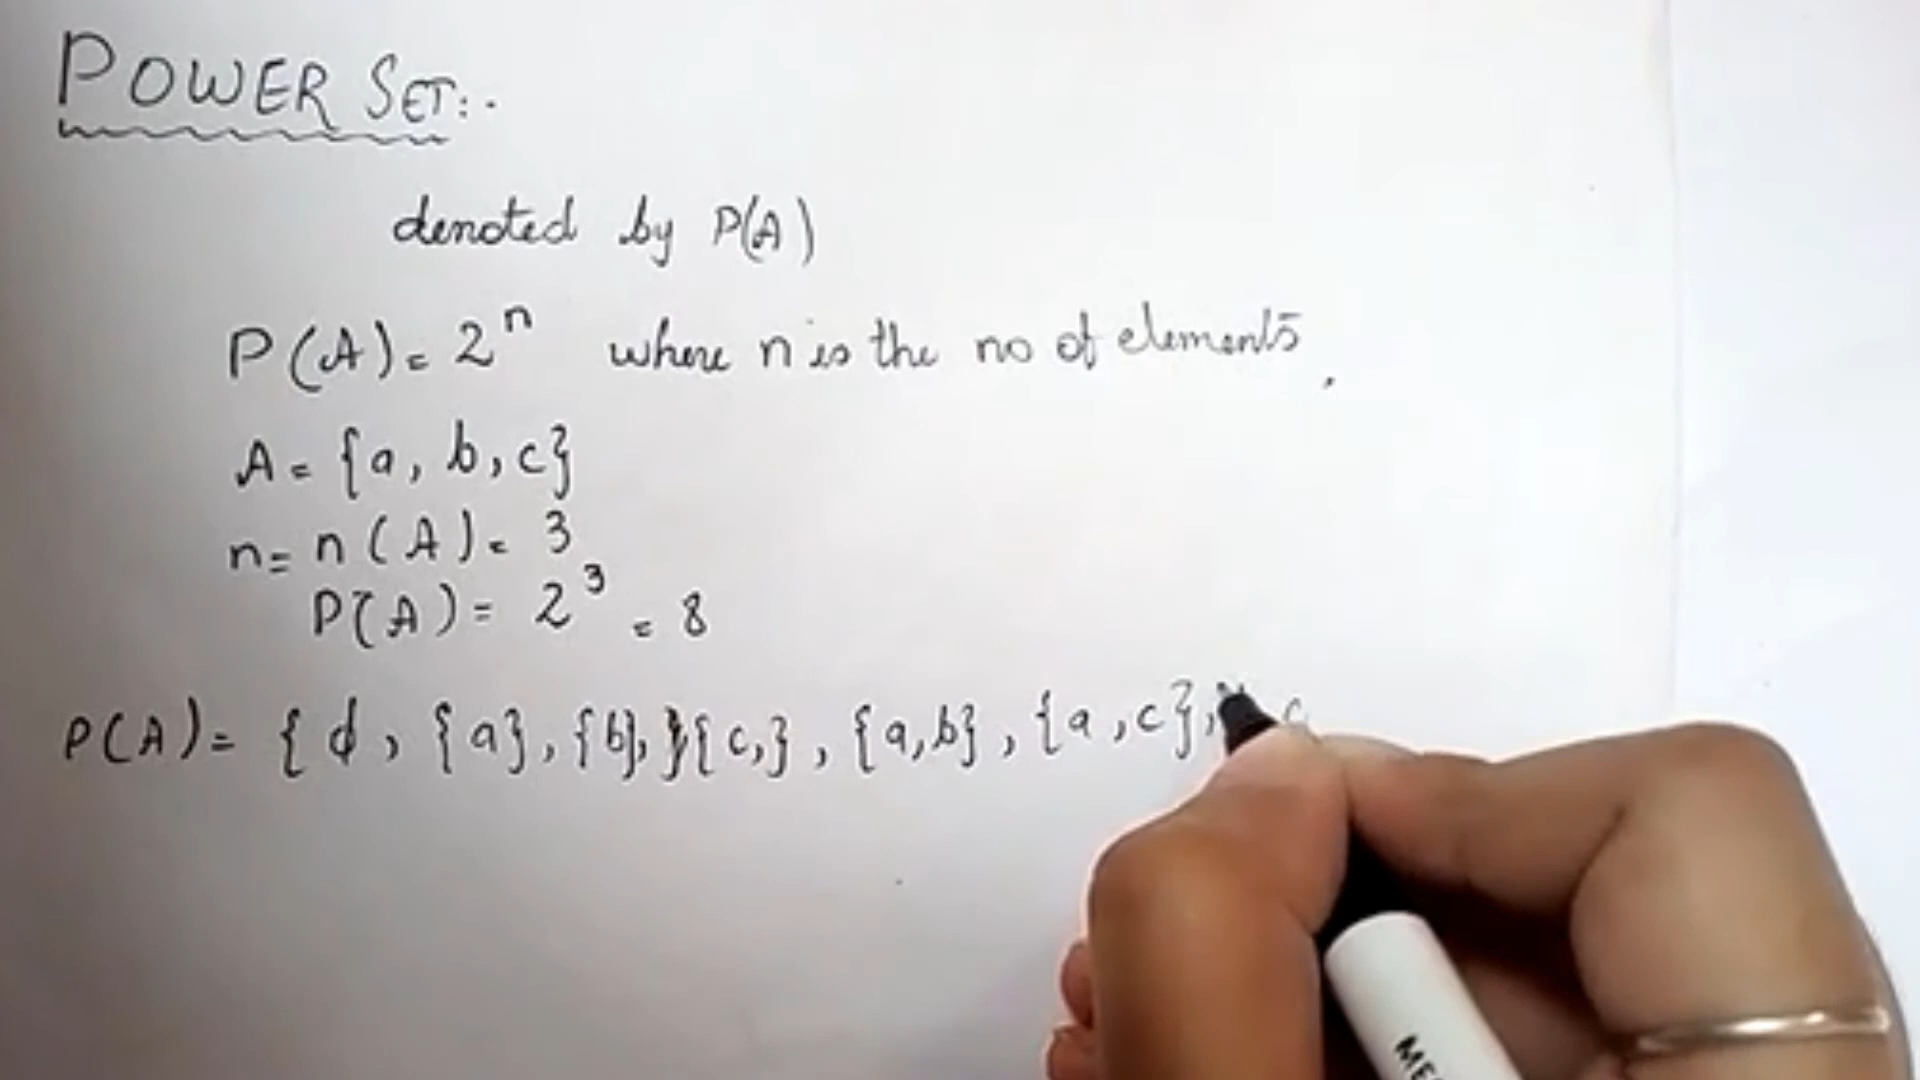 POWER SET:-
denoted by P(A)
P(A) = 2ⁿ where n is the no of elements.
A = {a, b, c}
n = n(A) = 3
P(A) = 2³ = 8
P(A) = {ϕ, {a}, {b}, }{c,}, {a,b}, {a,c},